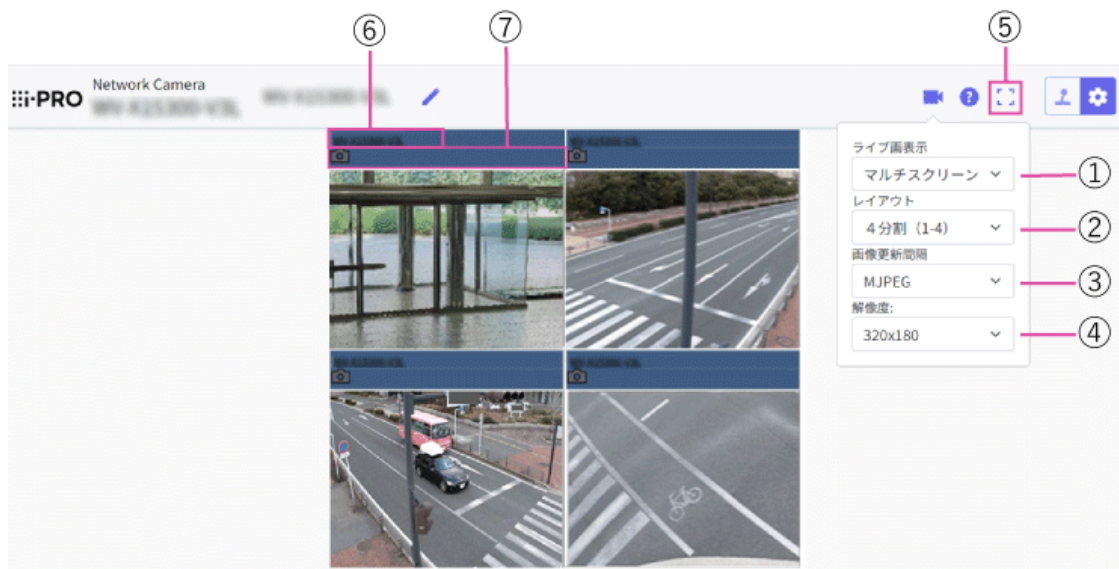 ⑥ ⑦ ⑤
i-PRO
Network Camera
ライブ画表示
マルチスクリーン ①
レイアウト
4分割（1-4） ②
画像更新間隔
MJPEG ③
解像度:
320x180 ④